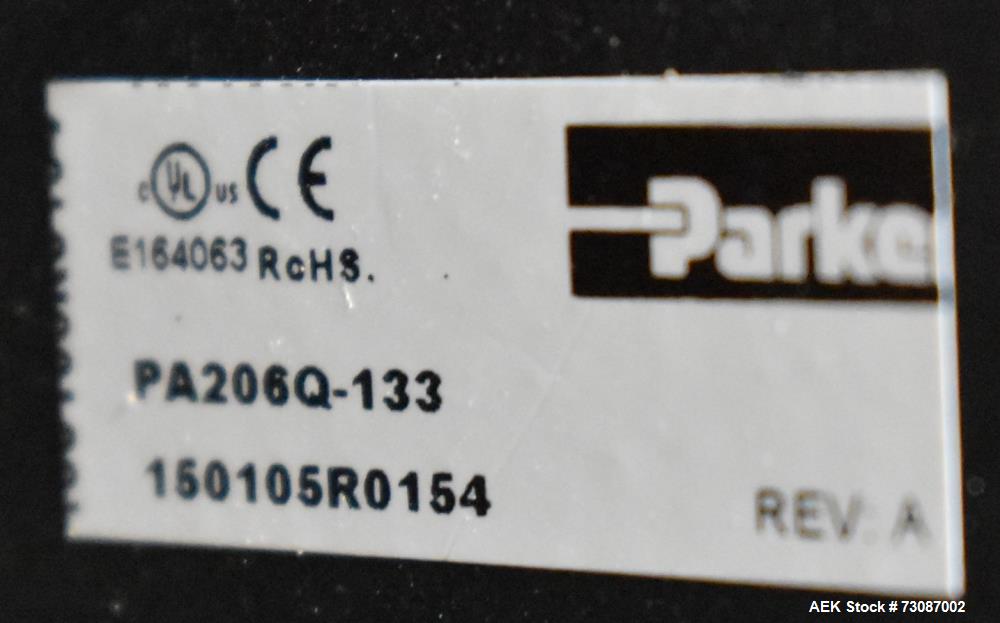 c UL us CE
E164063 RoHS.
Parke
PA206Q-133
150105R0154
REV: A
AEK Stock # 73087002